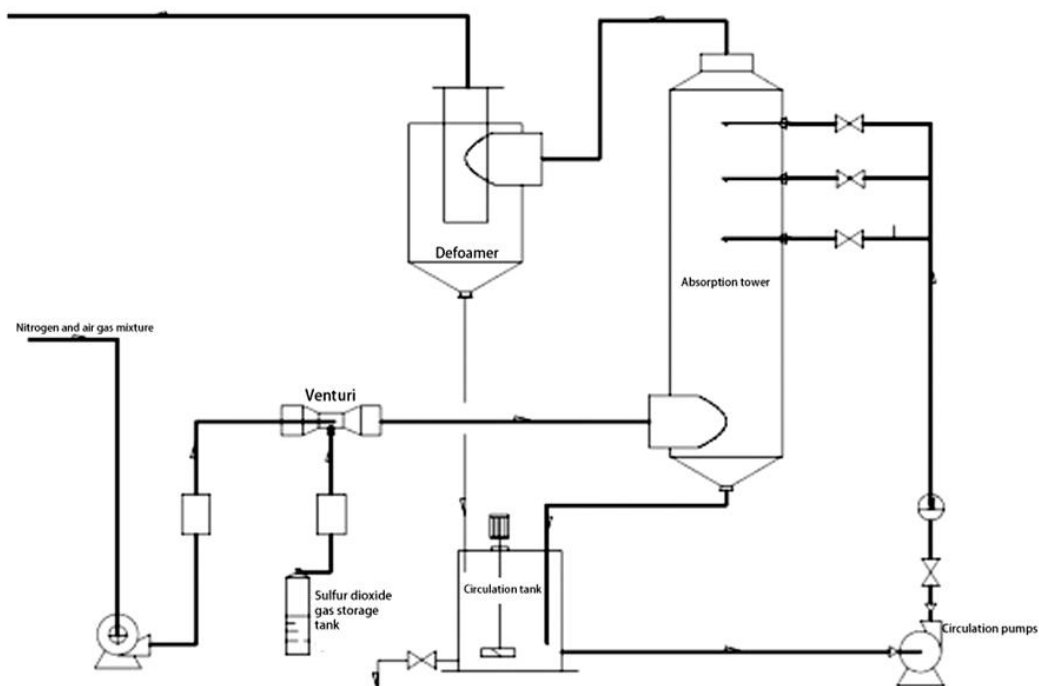 Defoamer
Absorption tower
Nitrogen and air gas mixture
Venturi
Sulfur dioxide
gas storage
tank
Circulation tank
Circulation pumps